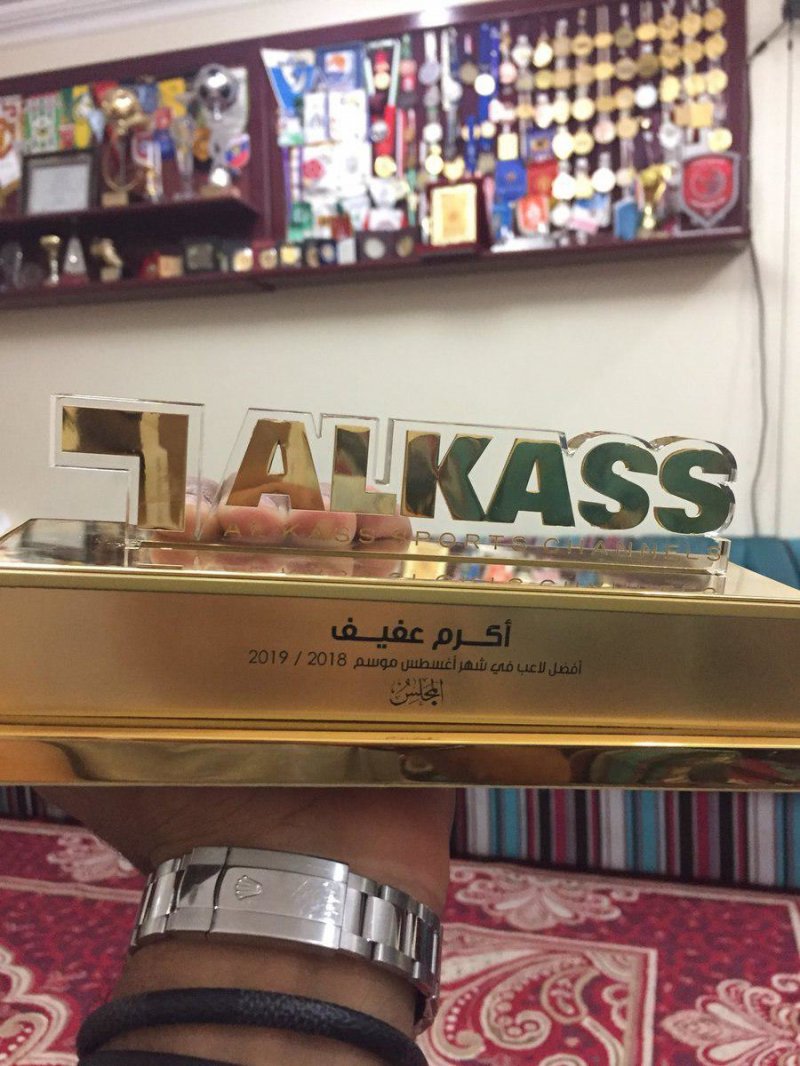 ALKASS
ALKASS SPORTS CHANNELS
أكرم عفيف
أفضل لاعب في شهر أغسطس موسم 2018 / 2019
المجلس